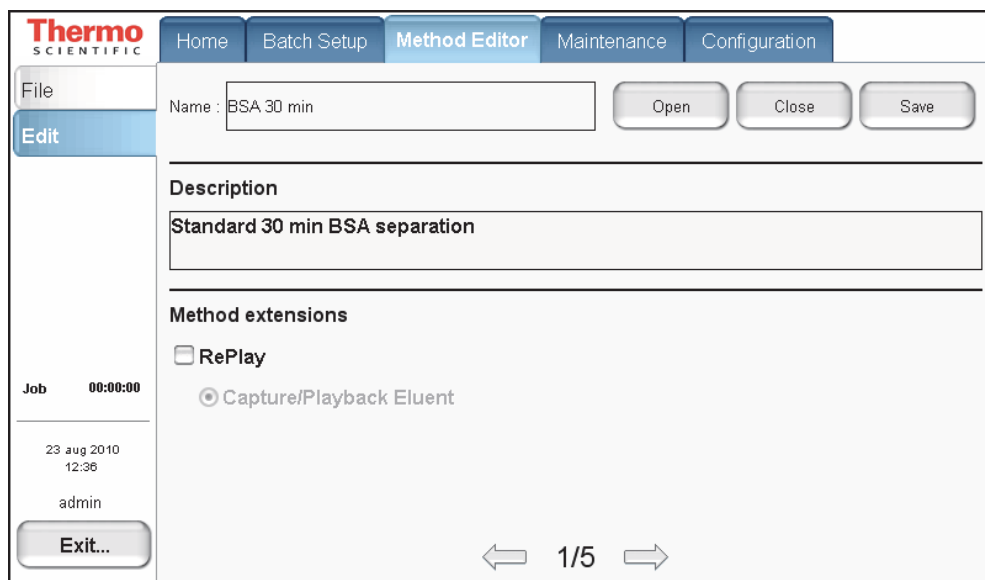 Thermo
SCIENTIFIC
Home Batch Setup Method Editor Maintenance Configuration
File
Edit
Name : BSA 30 min Open Close Save
Description
Standard 30 min BSA separation
Method extensions
RePlay
Capture/Playback Eluent
Job 00:00:00
23 aug 2010
12:36
admin
Exit...
1/5